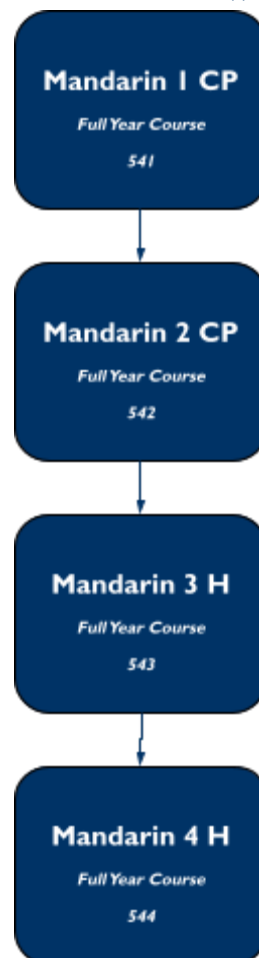 Mandarin 1 CP
Full Year Course
541
Mandarin 2 CP
Full Year Course
542
Mandarin 3 H
Full Year Course
543
Mandarin 4 H
Full Year Course
544